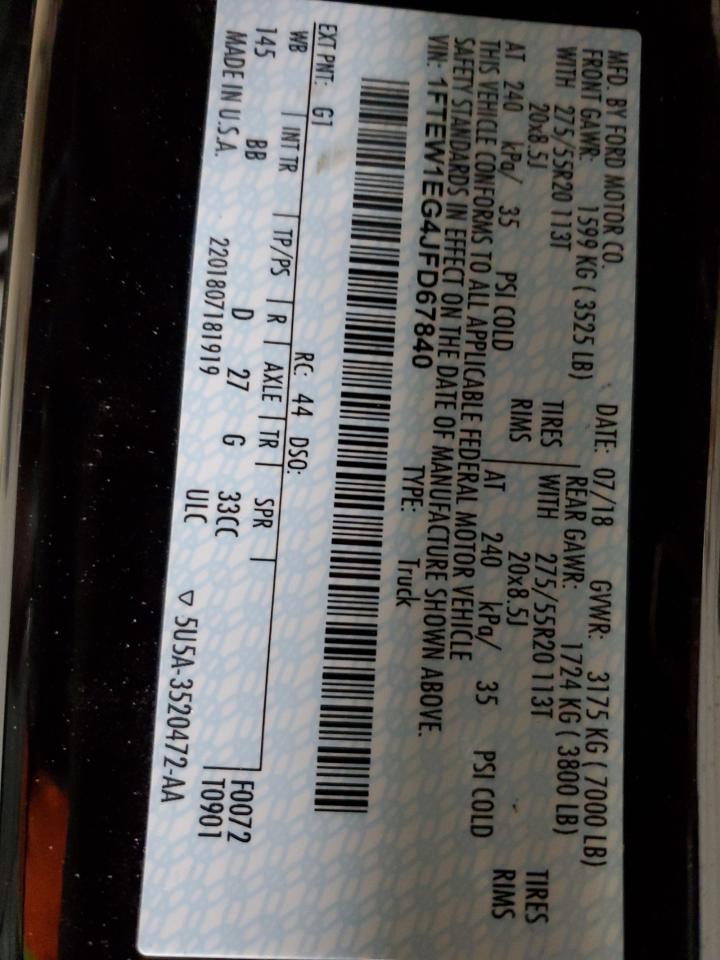 MFD. BY FORD MOTOR CO.
DATE: 07/18 GVWR: 3175 KG ( 7000 LB)
FRONT GAWR: 1599 KG ( 3525 LB) REAR GAWR: 1724 KG ( 3800 LB)
WITH 275/55R20 113T TIRES WITH 275/55R20 113T TIRES
20x8.5J RIMS 20x8.5J RIMS
AT 240 kPa/ 35 PSI COLD AT 240 kPa/ 35 PSI COLD
THIS VEHICLE CONFORMS TO ALL APPLICABLE FEDERAL MOTOR VEHICLE
SAFETY STANDARDS IN EFFECT ON THE DATE OF MANUFACTURE SHOWN ABOVE.
VIN: 1FTEW1EG4JFD67840 TYPE: Truck
EXT PNT: G1 RC: 44 DSO:
WB | INT TR | TP/PS | R | AXLE | TR | SPR |
145 BB D 27 G 33CC F0072
MADE IN U.S.A. 2201807181919 ULC T0901
▽ 5U5A-3520472-AA